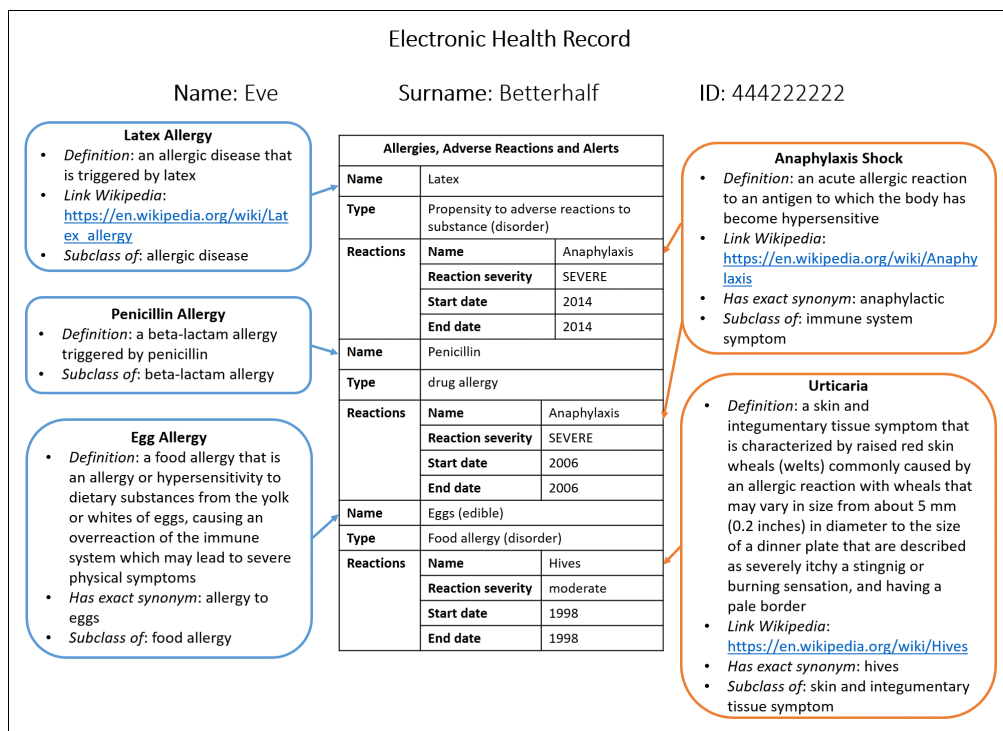 Electronic Health Record
Name: Eve
Surname: Betterhalf
ID: 444222222
Latex Allergy
• Definition: an allergic disease that
is triggered by latex
• Link Wikipedia:
https://en.wikipedia.org/wiki/Lat
ex_allergy
• Subclass of: allergic disease
Penicillin Allergy
• Definition: a beta-lactam allergy
triggered by penicillin
• Subclass of: beta-lactam allergy
Egg Allergy
• Definition: a food allergy that is
an allergy or hypersensitivity to
dietary substances from the yolk
or whites of eggs, causing an
overreaction of the immune
system which may lead to severe
physical symptoms
• Has exact synonym: allergy to
eggs
• Subclass of: food allergy
Allergies, Adverse Reactions and Alerts
Name Latex
Type Propensity to adverse reactions to
substance (disorder)
Reactions Name Anaphylaxis
Reaction severity SEVERE
Start date 2014
End date 2014
Name Penicillin
Type drug allergy
Reactions Name Anaphylaxis
Reaction severity SEVERE
Start date 2006
End date 2006
Name Eggs (edible)
Type Food allergy (disorder)
Reactions Name Hives
Reaction severity moderate
Start date 1998
End date 1998
Anaphylaxis Shock
• Definition: an acute allergic reaction
to an antigen to which the body has
become hypersensitive
• Link Wikipedia:
https://en.wikipedia.org/wiki/Anaphy
laxis
• Has exact synonym: anaphylactic
• Subclass of: immune system
symptom
Urticaria
• Definition: a skin and
integumentary tissue symptom that
is characterized by raised red skin
wheals (welts) commonly caused by
an allergic reaction with wheals that
may vary in size from about 5 mm
(0.2 inches) in diameter to the size
of a dinner plate that are described
as severely itchy a stingnig or
burning sensation, and having a
pale border
• Link Wikipedia:
https://en.wikipedia.org/wiki/Hives
• Has exact synonym: hives
• Subclass of: skin and integumentary
tissue symptom